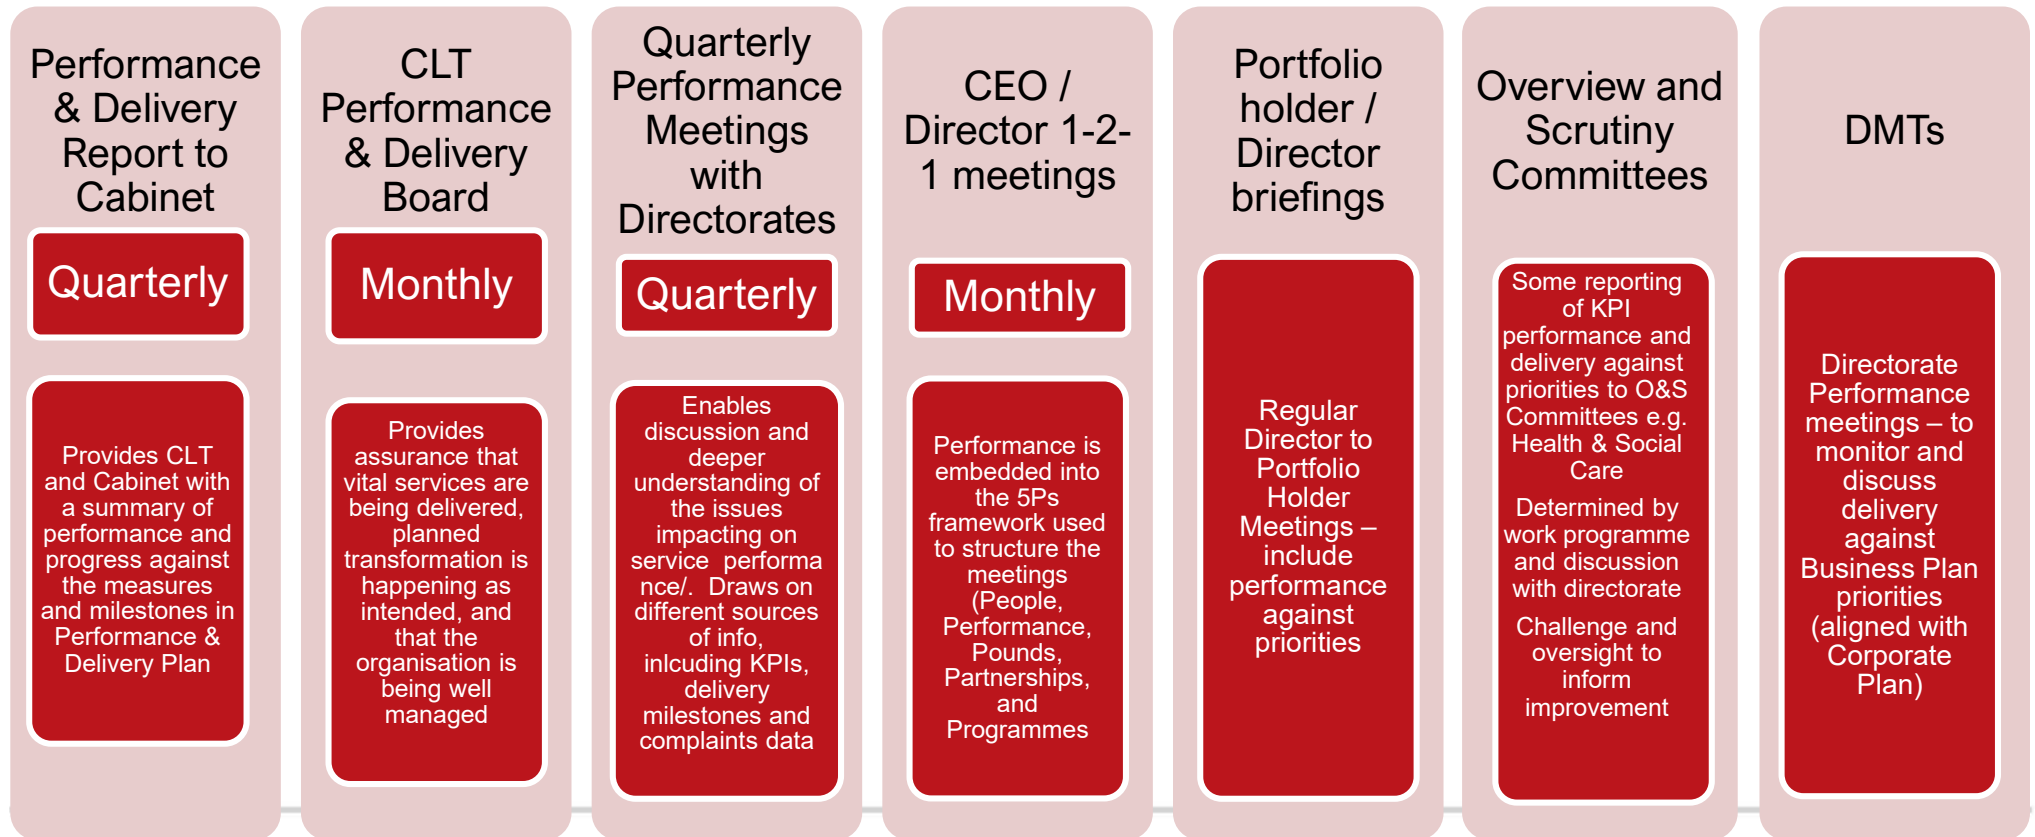 Performance
& Delivery
Report to
Cabinet
Quarterly
Provides CLT
and Cabinet with
a summary of
performance and
progress against
the measures
and milestones in
Performance &
Delivery Plan
CLT
Performance
& Delivery
Board
Monthly
Provides
assurance that
vital services are
being delivered,
planned
transformation is
happening as
intended, and
that the
organisation is
being well
managed
Quarterly
Performance
Meetings
with
Directorates
Quarterly
Enables
discussion and
deeper
understanding of
the issues
impacting on
service  performa
nce/.  Draws on
different sources
of info,
inlcuding KPIs,
delivery
milestones and
complaints data
CEO /
Director 1-2-
1 meetings
Monthly
Performance is
embedded into
the 5Ps
framework used
to structure the
meetings
(People,
Performance,
Pounds,
Partnerships,
and
Programmes
Portfolio
holder /
Director
briefings
Regular
Director to
Portfolio
Holder
Meetings –
include
performance
against
priorities
Overview and
Scrutiny
Committees
Some reporting
of KPI
performance and
delivery against
priorities to O&S
Committees e.g.
Health & Social
Care
Determined by
work programme
and discussion
with directorate
Challenge and
oversight to
inform
improvement
DMTs
Directorate
Performance
meetings – to
monitor and
discuss
delivery
against
Business Plan
priorities
(aligned with
Corporate
Plan)